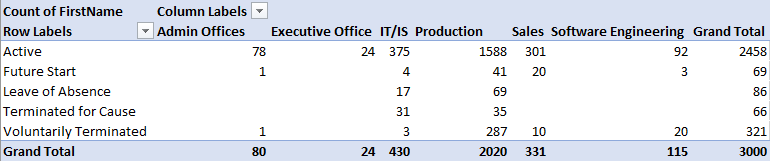 Count of FirstName Column Labels
Row Labels Admin Offices Executive Office IT/IS Production Sales Software Engineering Grand Total
Active 78 24 375 1588 301 92 2458
Future Start 1 4 41 20 3 69
Leave of Absence 17 69 86
Terminated for Cause 31 35 66
Voluntarily Terminated 1 3 287 10 20 321
Grand Total 80 24 430 2020 331 115 3000